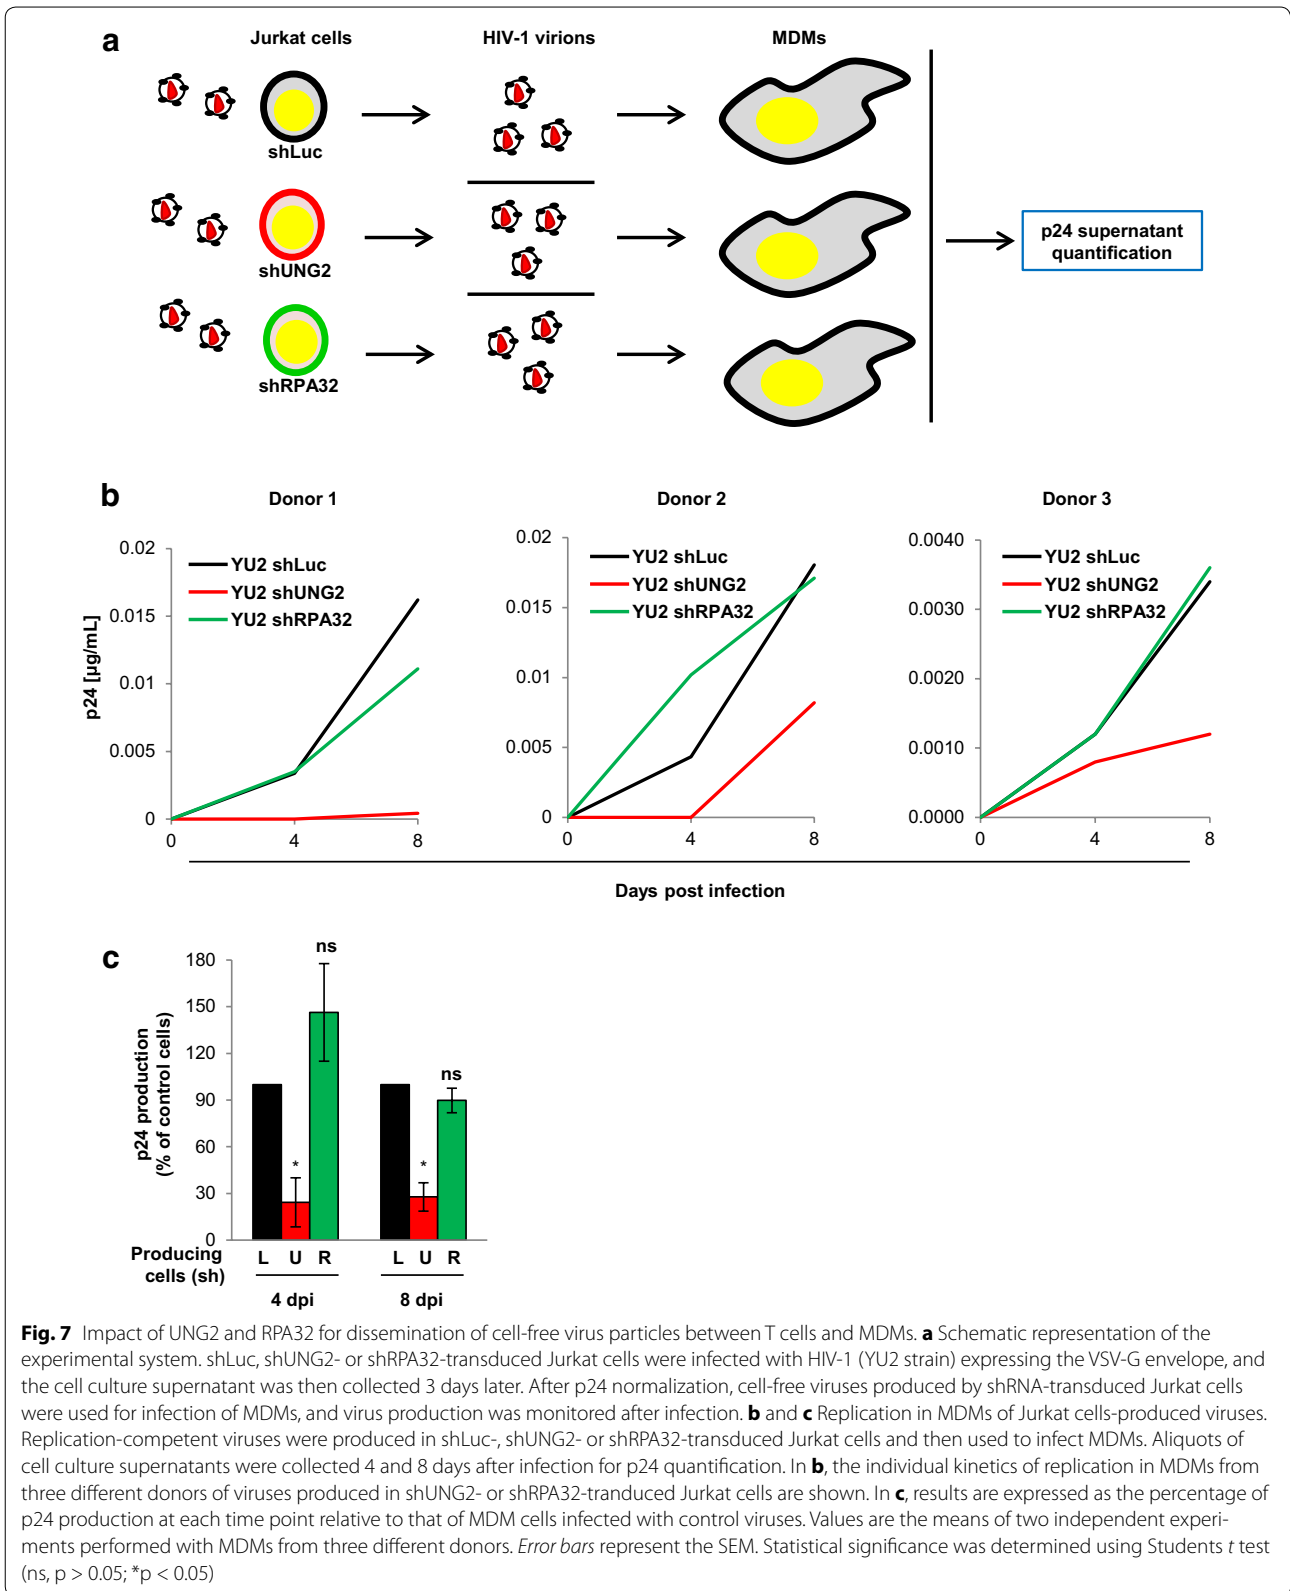 a
Jurkat cells HIV-1 virions MDMs
shLuc
shUNG2
shRPA32
p24 supernatant
quantification
b
Donor 1
p24 [µg/mL]
0.02
0.015
0.01
0.005
0
YU2 shLuc
YU2 shUNG2
YU2 shRPA32
0 4 8
Donor 2
0.02
0.015
0.01
0.005
0
YU2 shLuc
YU2 shUNG2
YU2 shRPA32
0 4 8
Donor 3
0.0040
0.0030
0.0020
0.0010
0.0000
YU2 shLuc
YU2 shUNG2
YU2 shRPA32
0 4 8
Days post infection
c
p24 production
(% of control cells)
180
150
120
90
60
30
0
ns
*
ns
*
Producing
cells (sh)
L U R L U R
4 dpi 8 dpi
Fig. 7 Impact of UNG2 and RPA32 for dissemination of cell-free virus particles between T cells and MDMs. a Schematic representation of the
experimental system. shLuc, shUNG2- or shRPA32-transduced Jurkat cells were infected with HIV-1 (YU2 strain) expressing the VSV-G envelope, and
the cell culture supernatant was then collected 3 days later. After p24 normalization, cell-free viruses produced by shRNA-transduced Jurkat cells
were used for infection of MDMs, and virus production was monitored after infection. b and c Replication in MDMs of Jurkat cells-produced viruses.
Replication-competent viruses were produced in shLuc-, shUNG2- or shRPA32-transduced Jurkat cells and then used to infect MDMs. Aliquots of
cell culture supernatants were collected 4 and 8 days after infection for p24 quantification. In b, the individual kinetics of replication in MDMs from
three different donors of viruses produced in shUNG2- or shRPA32-tranduced Jurkat cells are shown. In c, results are expressed as the percentage of
p24 production at each time point relative to that of MDM cells infected with control viruses. Values are the means of two independent experi-
ments performed with MDMs from three different donors. Error bars represent the SEM. Statistical significance was determined using Students t test
(ns, p > 0.05; *p < 0.05)